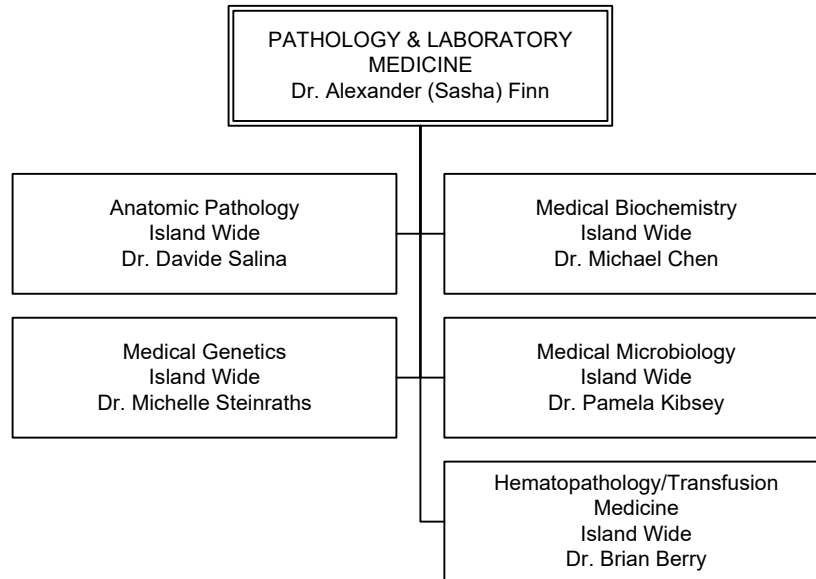 PATHOLOGY & LABORATORY
MEDICINE
Dr. Alexander (Sasha) Finn
Anatomic Pathology
Island Wide
Dr. Davide Salina
Medical Biochemistry
Island Wide
Dr. Michael Chen
Medical Genetics
Island Wide
Dr. Michelle Steinraths
Medical Microbiology
Island Wide
Dr. Pamela Kibsey
Hematopathology/Transfusion
Medicine
Island Wide
Dr. Brian Berry